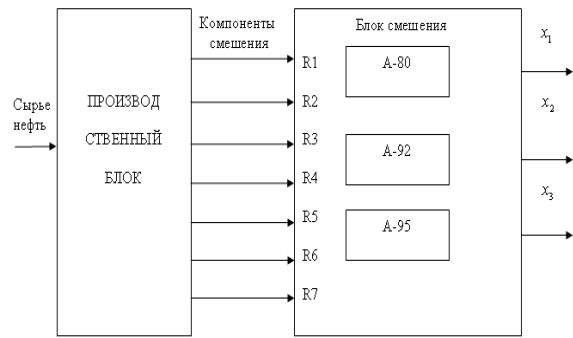 Компоненты
смешения
Блок смешения
Сырье
нефть
ПРОИЗВОД
СТВЕННЫЙ
БЛОК
R1
R2
R3
R4
R5
R6
R7
А-80
А-92
А-95
x1
x2
x3